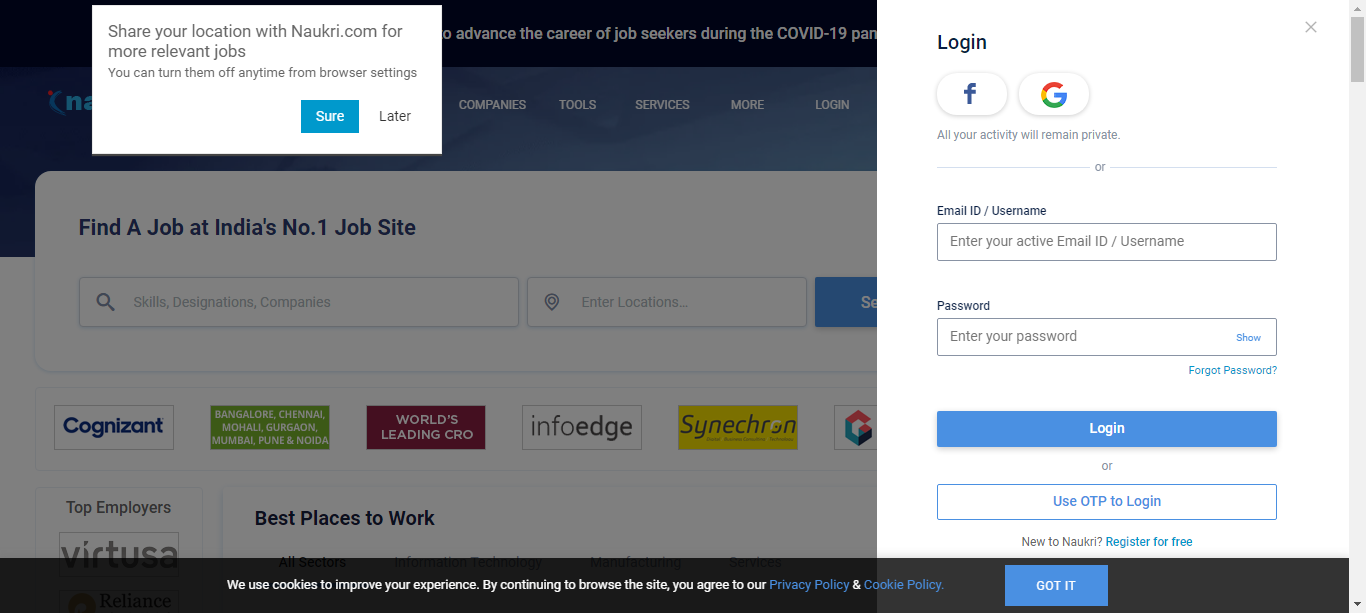 Share your location with Naukri.com for
more relevant jobs
You can turn them off anytime from browser settings
Sure
Later
to advance the career of job seekers during the COVID-19 pan
na
COMPANIES
TOOLS
SERVICES
MORE
LOGIN
Find A Job at India's No.1 Job Site
Skills, Designations, Companies
Enter Locations...
Se
Cognizant
BANGALORE, CHENNAI,
MOHALI, GURGAON,
MUMBAI, PUNE & NOIDA
WORLD'S
LEADING CRO
infoedge
Synechron
Top Employers
virtusa
Reliance
Best Places to Work
All Sectors
Information Technology
Manufacturing
Services
Login
f
G
All your activity will remain private.
or
Email ID / Username
Enter your active Email ID / Username
Password
Enter your password
Show
Forgot Password?
Login
or
Use OTP to Login
New to Naukri? Register for free
We use cookies to improve your experience. By continuing to browse the site, you agree to our Privacy Policy & Cookie Policy.
GOT IT